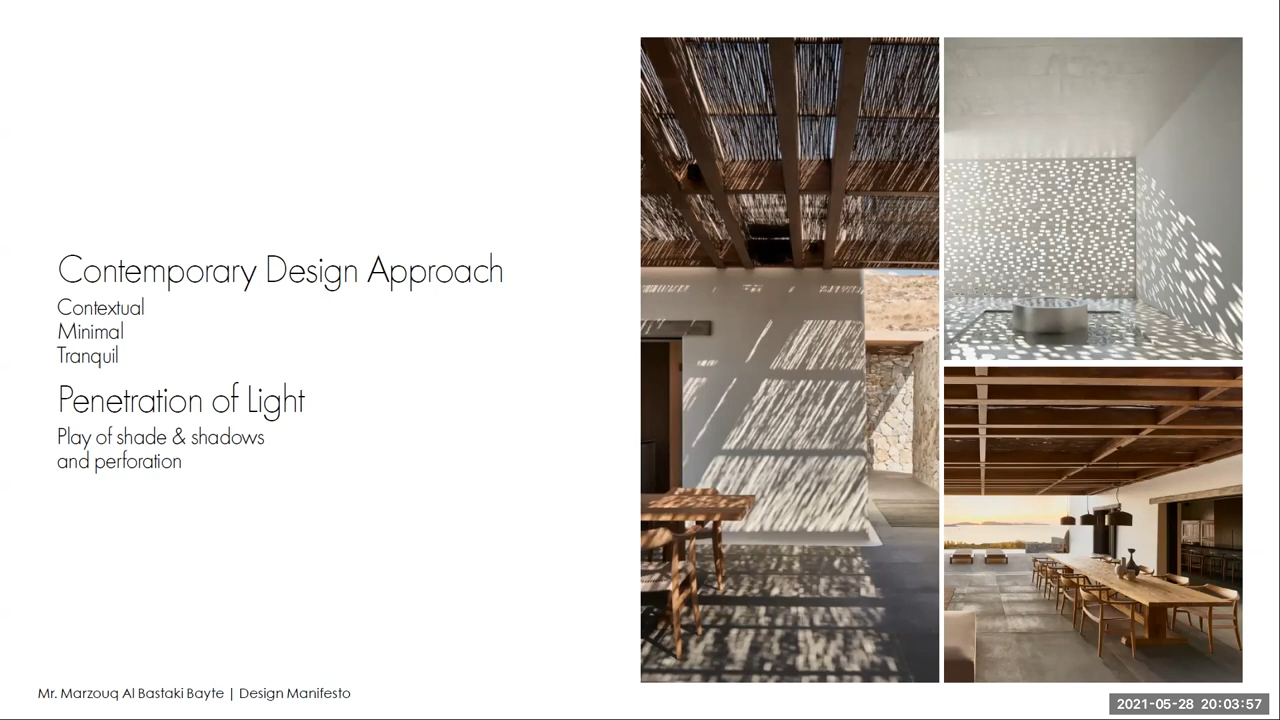 Contemporary Design Approach
Contextual
Minimal
Tranquil
Penetration of Light
Play of shade & shadows
and perforation
Mr. Marzouq Al Bastaki Bayte | Design Manifesto
2021-05-28 20:03:57